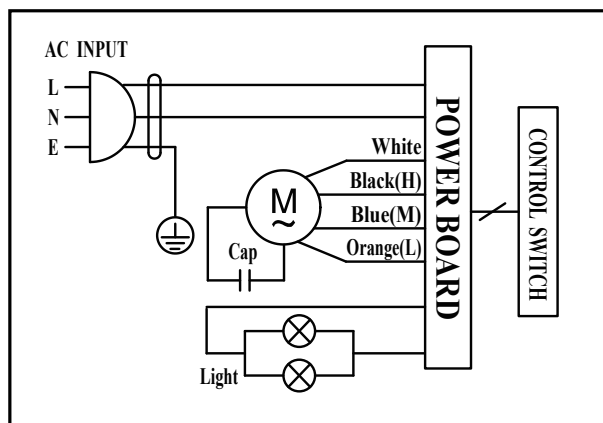 AC INPUT
L
N
E
White
Black(H)
Blue(M)
Orange(L)
M
~
Cap
Light
POWER BOARD
CONTROL SWITCH